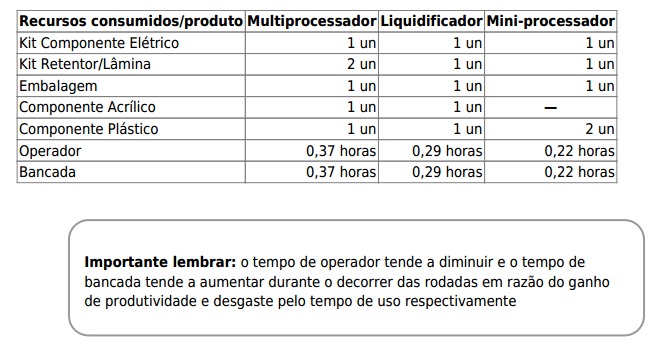 Recursos consumidos/produto Multiprocessador Liquidificador Mini-processador
Kit Componente Elétrico 1 un 1 un 1 un
Kit Retentor/Lâmina 2 un 1 un 1 un
Embalagem 1 un 1 un 1 un
Componente Acrílico 1 un 1 un —
Componente Plástico 1 un 1 un 2 un
Operador 0,37 horas 0,29 horas 0,22 horas
Bancada 0,37 horas 0,29 horas 0,22 horas
Importante lembrar: o tempo de operador tende a diminuir e o tempo de
bancada tende a aumentar durante o decorrer das rodadas em razão do ganho
de produtividade e desgaste pelo tempo de uso respectivamente